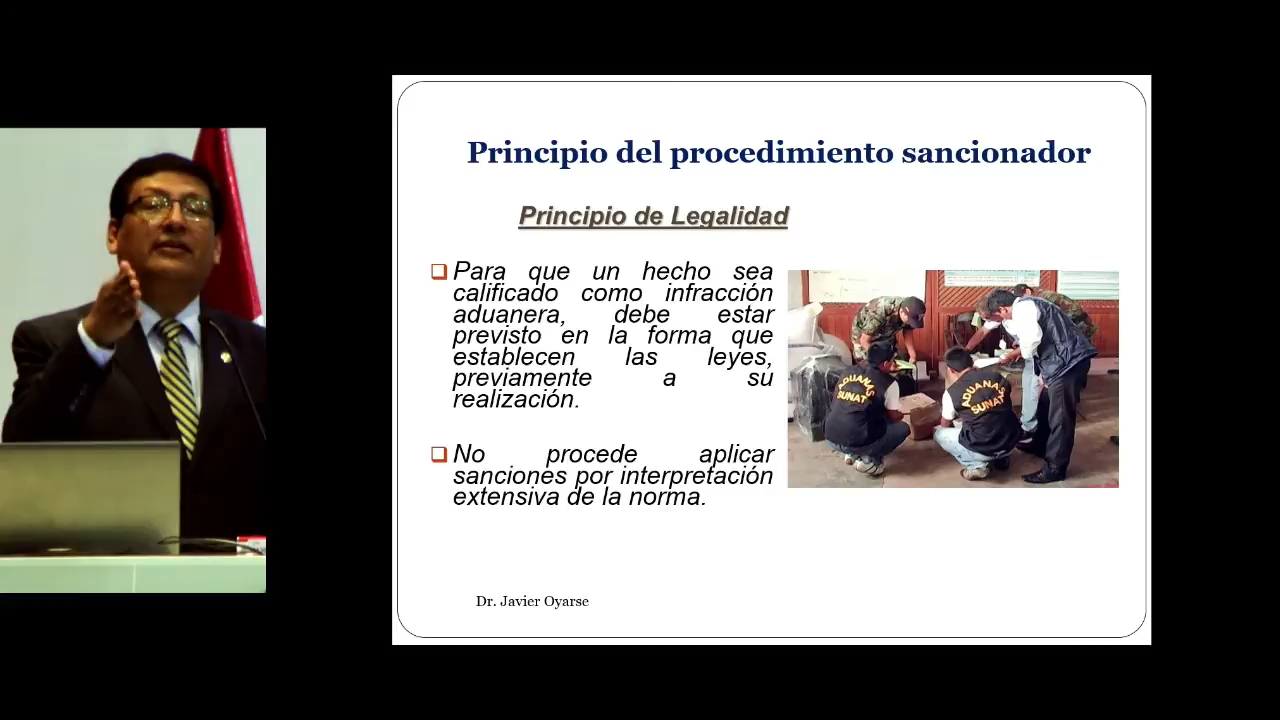 Principio del procedimiento sancionador
Principio de Legalidad
Para que un hecho sea
calificado como infracción
aduanera, debe estar
previsto en la forma que
establecen las leyes,
previamente a su
realización.
No procede aplicar
sanciones por interpretación
extensiva de la norma.
ADUANAS
SUNAT
ADUANAS
SUNAT
Dr. Javier Oyarse